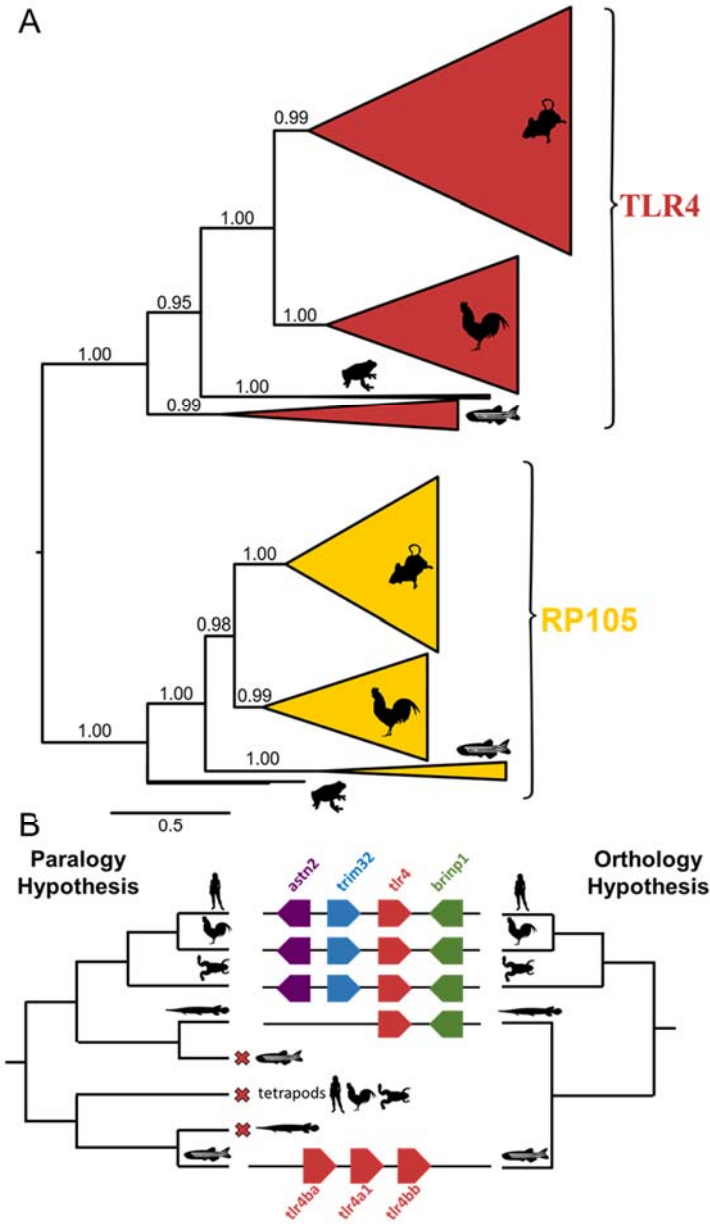 A
0.99
1.00
TLR4
0.95
1.00
1.00
1.00
0.99
1.00
RP105
0.98
1.00
0.99
1.00
1.00
0.5
B
Paralogy
Hypothesis
astn2
trim32
tlr4
brinp1
Orthology
Hypothesis
tetrapods
tlr4ba
tlr4a1
tlr4bb